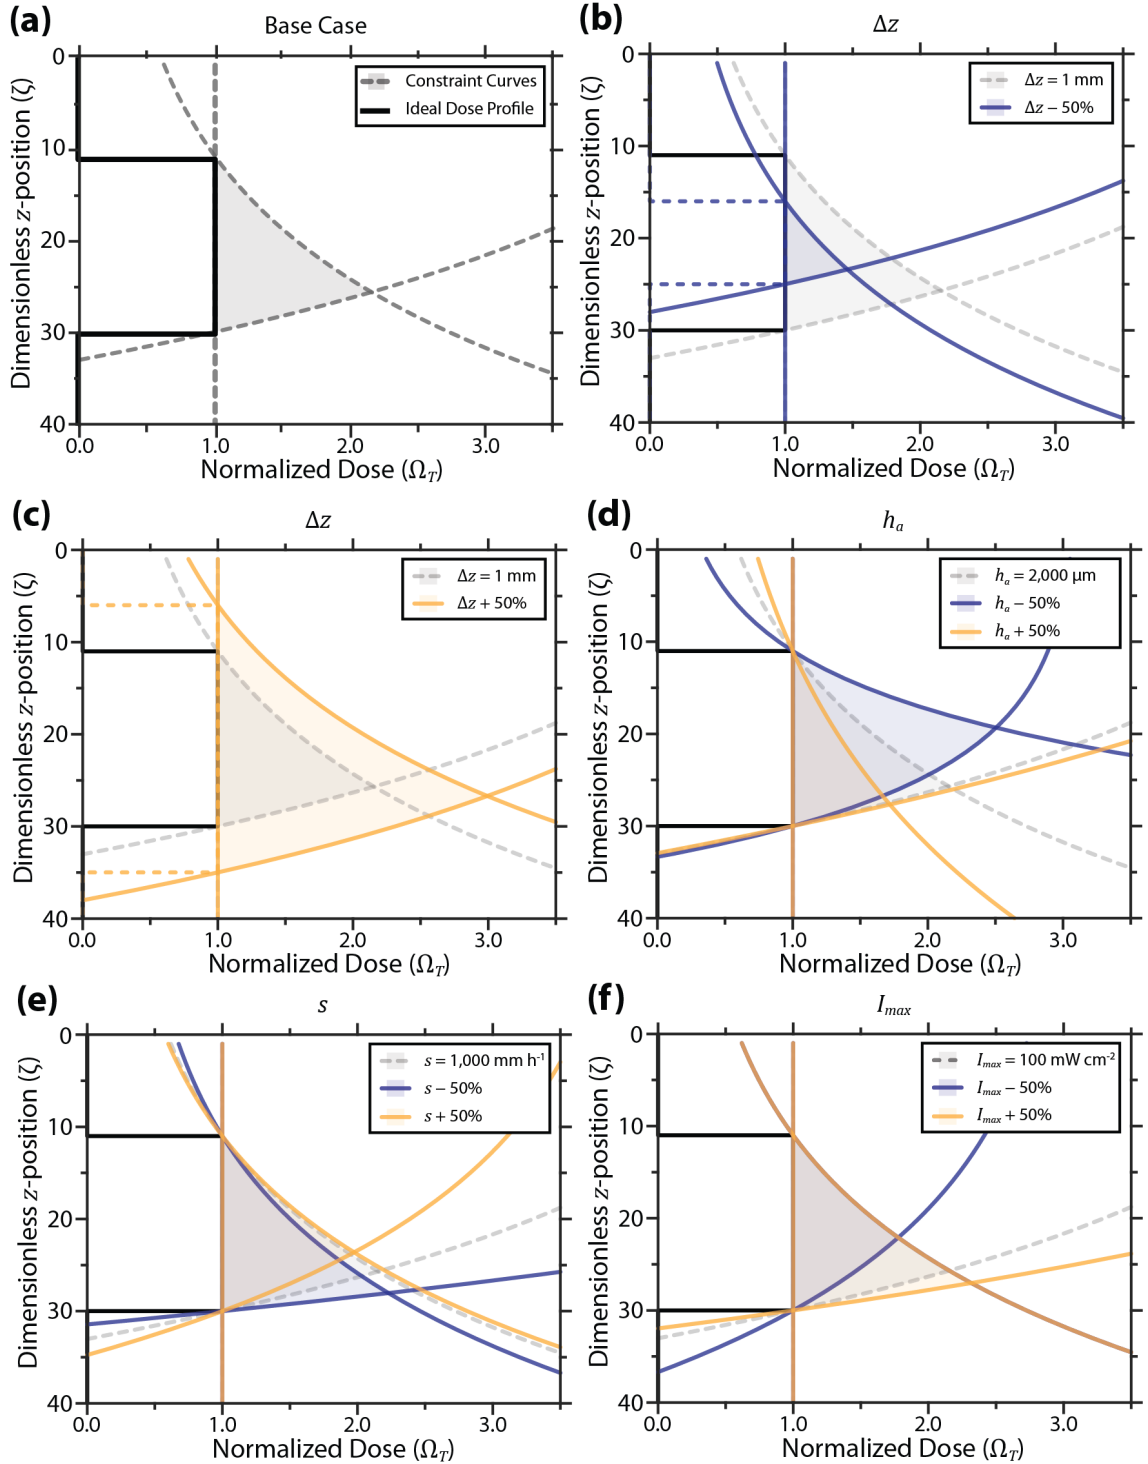 (a)
Base Case
Constraint Curves
Ideal Dose Profile
0
10
20
30
40
0.0
1.0
2.0
3.0
Dimensionless z-position (ζ)
Normalized Dose (Ω_T)
(b)
Δz
Δz = 1 mm
Δz – 50%
0
10
20
30
40
0.0
1.0
2.0
3.0
Dimensionless z-position (ζ)
Normalized Dose (Ω_T)
(c)
Δz
Δz = 1 mm
Δz + 50%
0
10
20
30
40
0.0
1.0
2.0
3.0
Dimensionless z-position (ζ)
Normalized Dose (Ω_T)
(d)
h_a
h_a = 2,000 μm
h_a – 50%
h_a + 50%
0
10
20
30
40
0.0
1.0
2.0
3.0
Dimensionless z-position (ζ)
Normalized Dose (Ω_T)
(e)
s
s = 1,000 mm h⁻¹
s – 50%
s + 50%
0
10
20
30
40
0.0
1.0
2.0
3.0
Dimensionless z-position (ζ)
Normalized Dose (Ω_T)
(f)
I_max
I_max = 100 mW cm⁻²
I_max – 50%
I_max + 50%
0
10
20
30
40
0.0
1.0
2.0
3.0
Dimensionless z-position (ζ)
Normalized Dose (Ω_T)